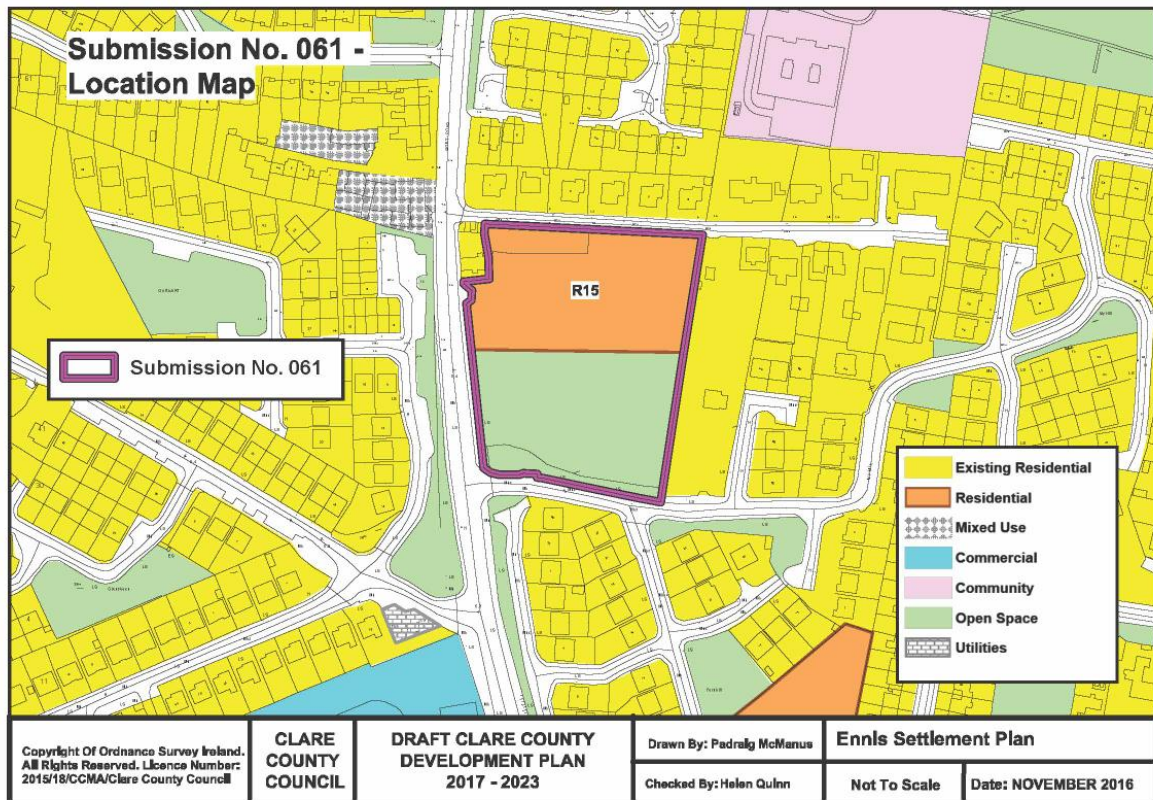 Submission No. 061 -
Location Map
R15
Submission No. 061
Existing Residential
Residential
Mixed Use
Commercial
Community
Open Space
Utilities
Copyright Of Ordnance Survey Ireland.
All Rights Reserved. Licence Number:
2015/18/CCMA/Clare County Council
CLARE
COUNTY
COUNCIL
DRAFT CLARE COUNTY
DEVELOPMENT PLAN
2017 - 2023
Drawn By: Padraig McManus
Checked By: Helen Quinn
Ennis Settlement Plan
Not To Scale
Date: NOVEMBER 2016